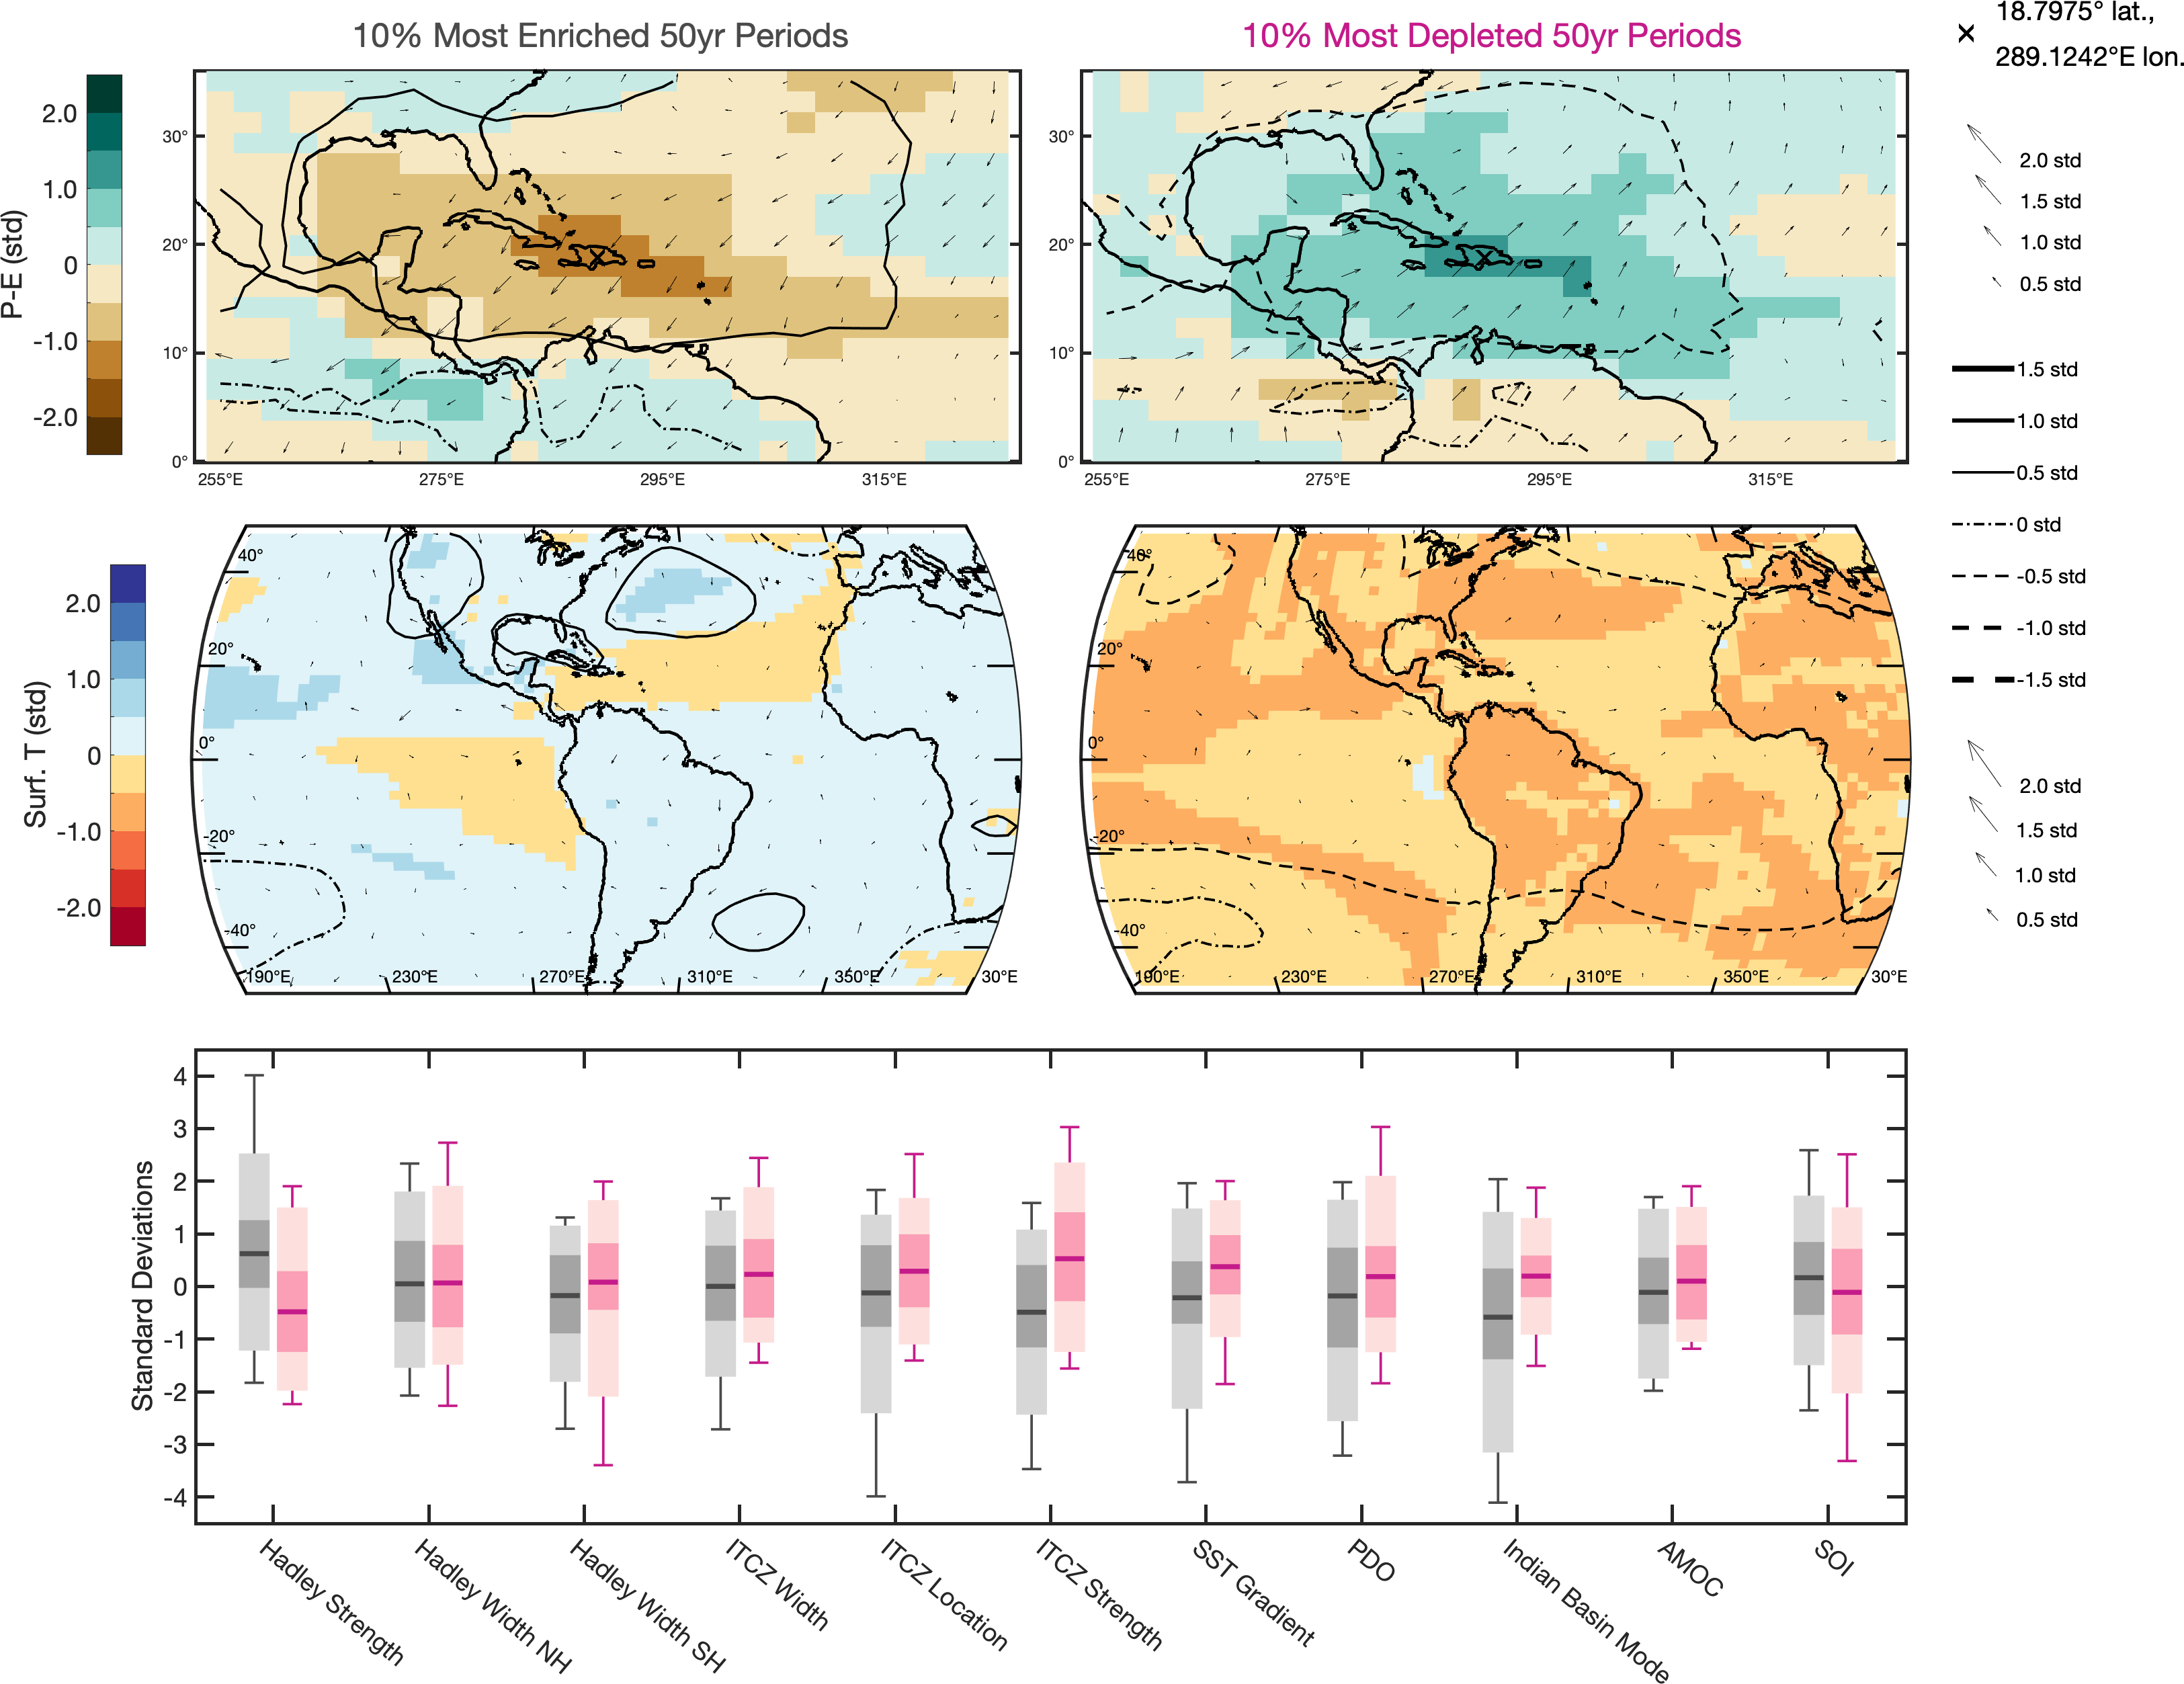 10% Most Enriched 50yr Periods
10% Most Depleted 50yr Periods
18.7975° lat.,
289.1242°E lon.
P-E (std)
2.0
1.0
0
-1.0
-2.0
30°
20°
10°
0°
255°E 275°E 295°E 315°E
30°
20°
10°
0°
255°E 275°E 295°E 315°E
2.0 std
1.5 std
1.0 std
0.5 std
1.5 std
1.0 std
0.5 std
0 std
-0.5 std
-1.0 std
-1.5 std
Surf. T (std)
2.0
1.0
0
-1.0
-2.0
40°
20°
0°
-20°
-40°
190°E 230°E 270°E 310°E 350°E 30°E
40°
20°
0°
-20°
-40°
190°E 230°E 270°E 310°E 350°E 30°E
2.0 std
1.5 std
1.0 std
0.5 std
Standard Deviations
4
3
2
1
0
-1
-2
-3
-4
Hadley Strength
Hadley Width NH
Hadley Width SH
ITCZ Width
ITCZ Location
ITCZ Strength
SST Gradient
PDO
Indian Basin Mode
AMOC
SOI